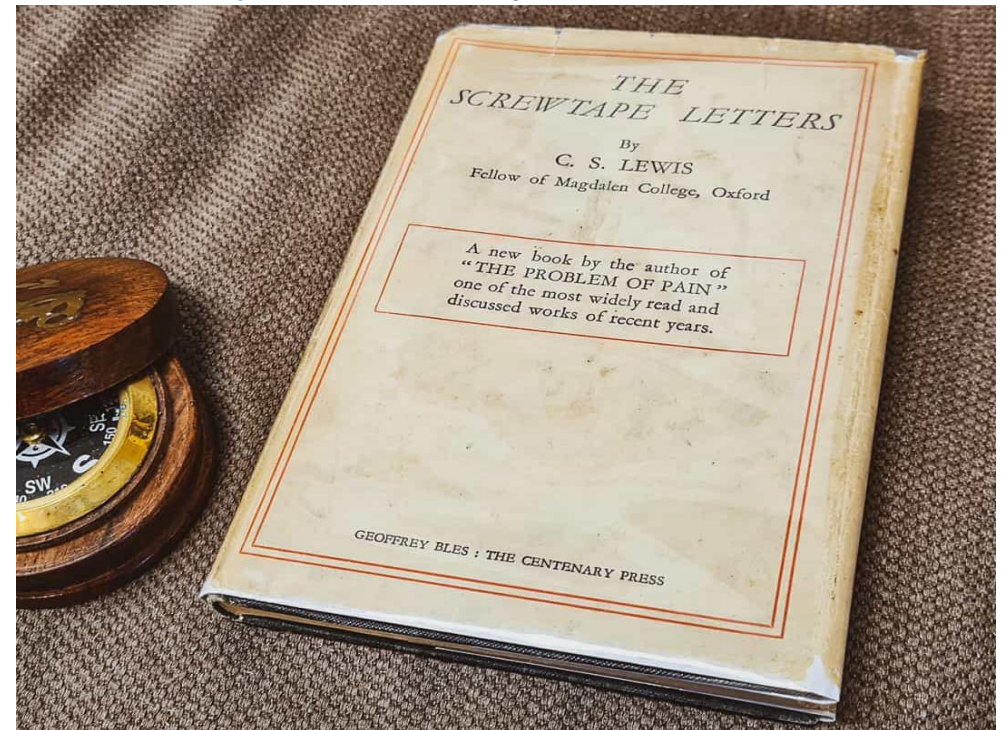 THE
SCREWTAPE LETTERS
By
C. S. LEWIS
Fellow of Magdalen College, Oxford
A new book by the author of
“THE PROBLEM OF PAIN”
one of the most widely read and
discussed works of recent years.
GEOFFREY BLES : THE CENTENARY PRESS
SE
150
S
SW